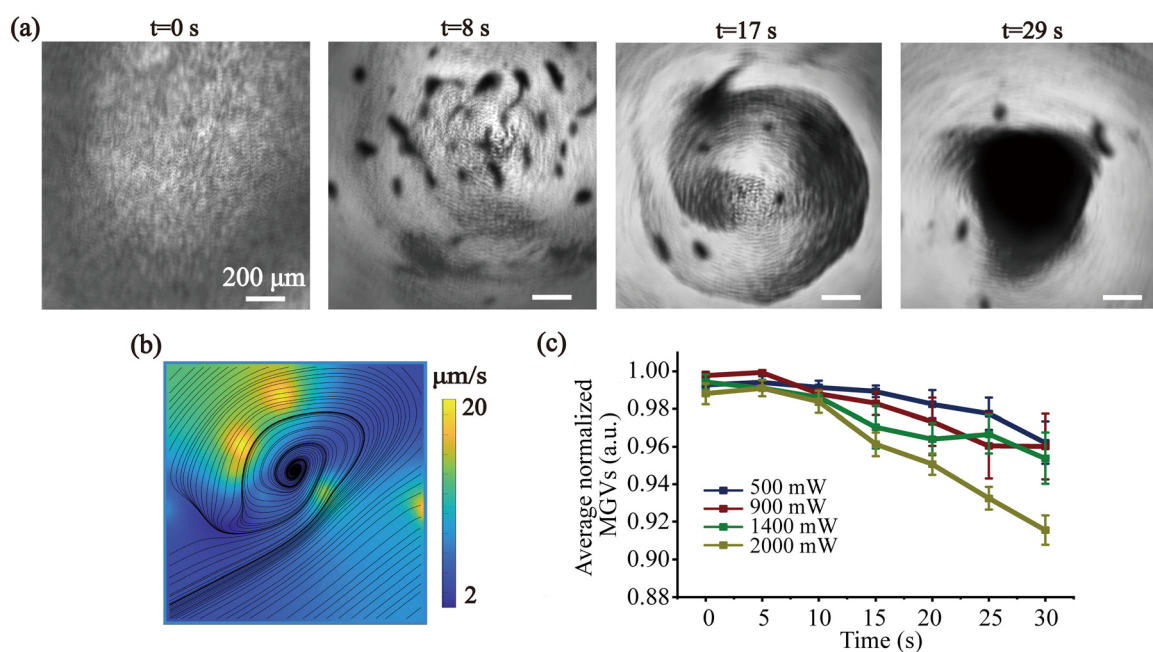 (a)
t=0 s
t=8 s
t=17 s
t=29 s
200 μm
(b)
μm/s
20
2
(c)
Average normalized
MGVs (a.u.)
1.00
0.98
0.96
0.94
0.92
0.90
0.88
500 mW
900 mW
1400 mW
2000 mW
0 5 10 15 20 25 30
Time (s)